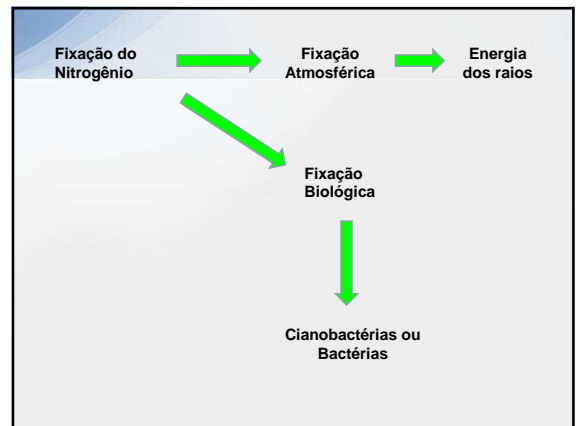 Fixação do
Nitrogênio
Fixação
Atmosférica
Energia
dos raios
Fixação
Biológica
Cianobactérias ou
Bactérias